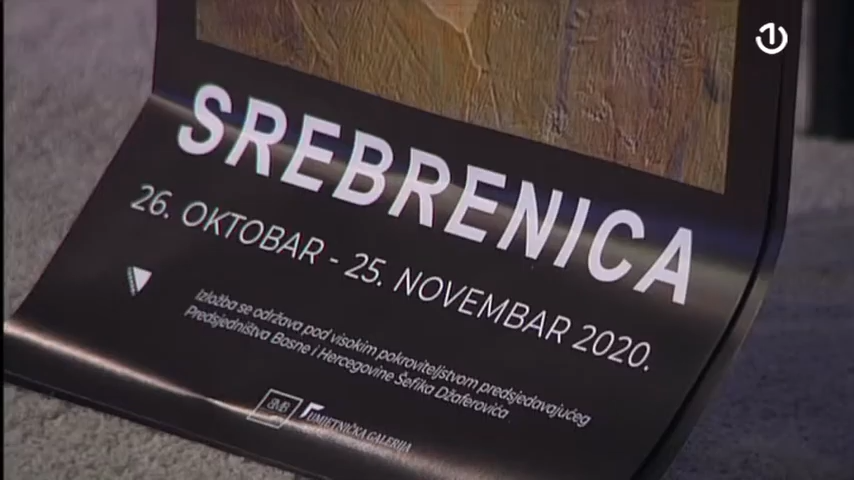 SREBRENICA
26. OKTOBAR - 25. NOVEMBAR 2020.
Izložba se održava pod visokim pokroviteljstvom predsjedavajućeg
Predsjedništva Bosne i Hercegovine Šefika Džaferovića
UMJETNIČKA GALERIJA